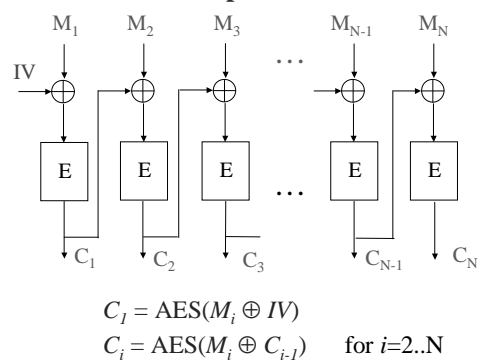 M1 M2 M3 MN-1 MN
...
IV
E E E E E
...
C1 C2 C3 CN-1 CN
C1 = AES(Mi ⊕ IV)
Ci = AES(Mi ⊕ Ci-1) for i=2..N